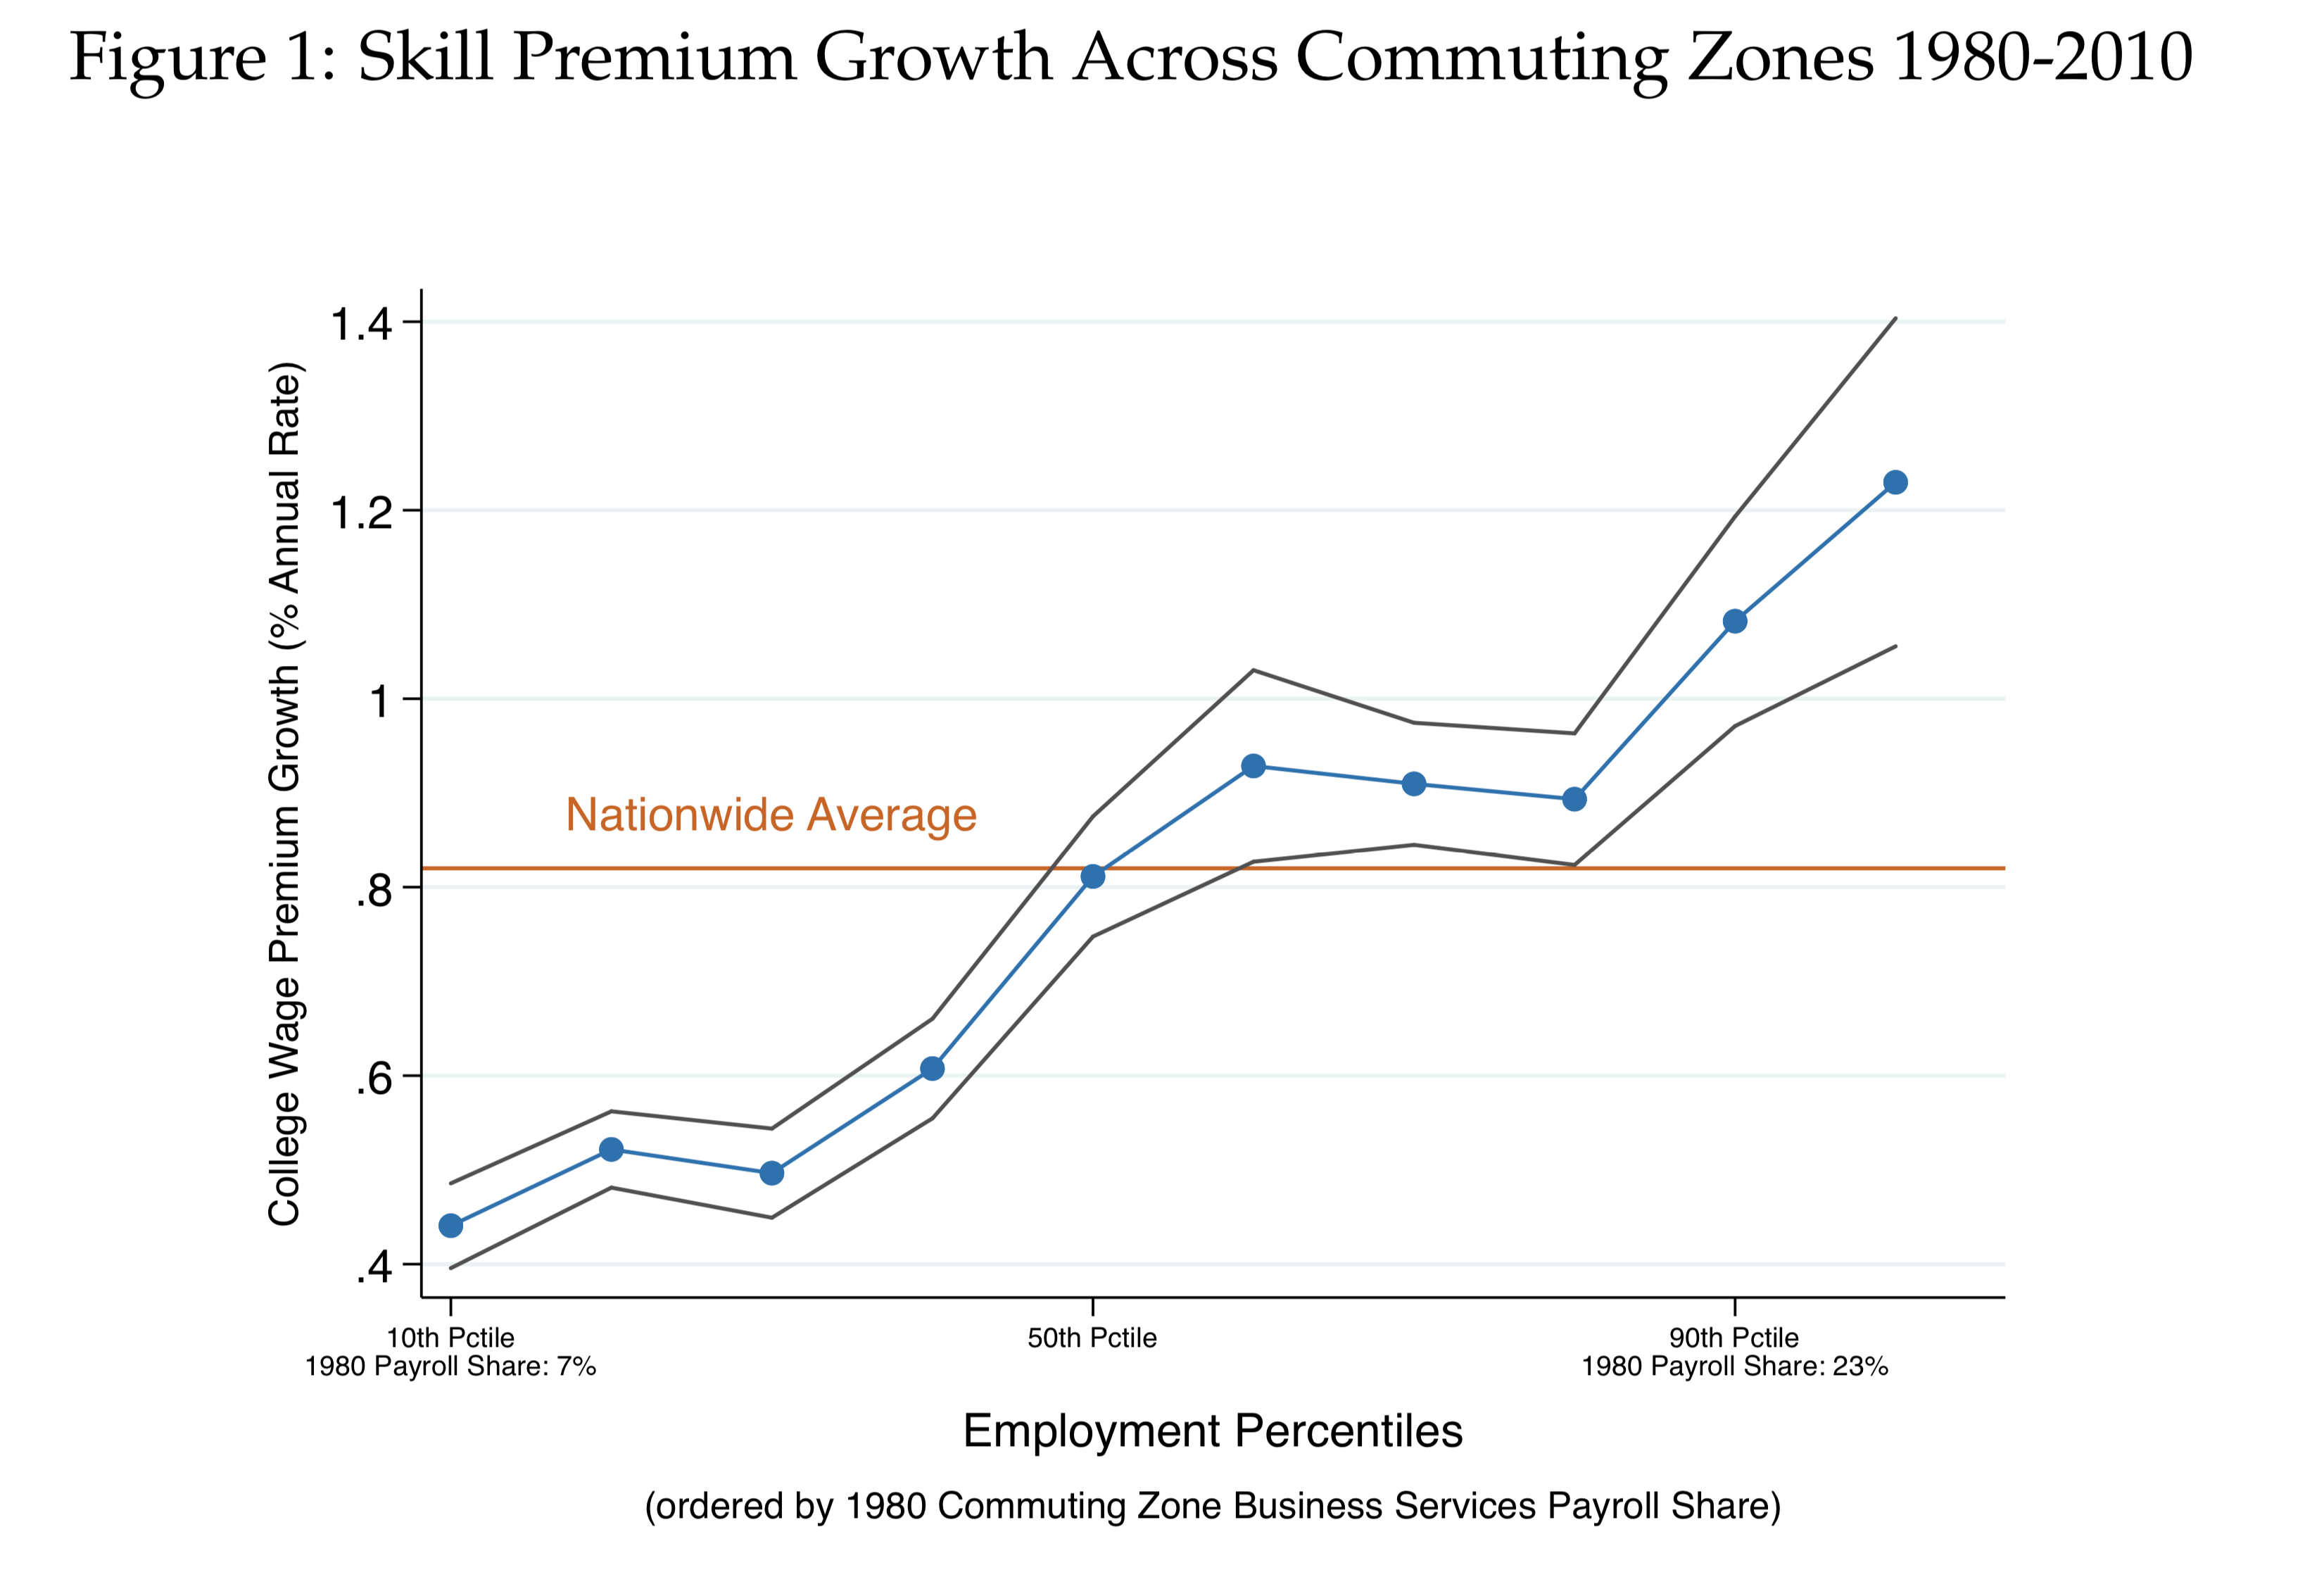 Figure 1: Skill Premium Growth Across Commuting Zones 1980-2010
College Wage Premium Growth (% Annual Rate)
1.4
1.2
1
.8
.6
.4
Nationwide Average
10th Pctile
1980 Payroll Share: 7%
50th Pctile
90th Pctile
1980 Payroll Share: 23%
Employment Percentiles
(ordered by 1980 Commuting Zone Business Services Payroll Share)